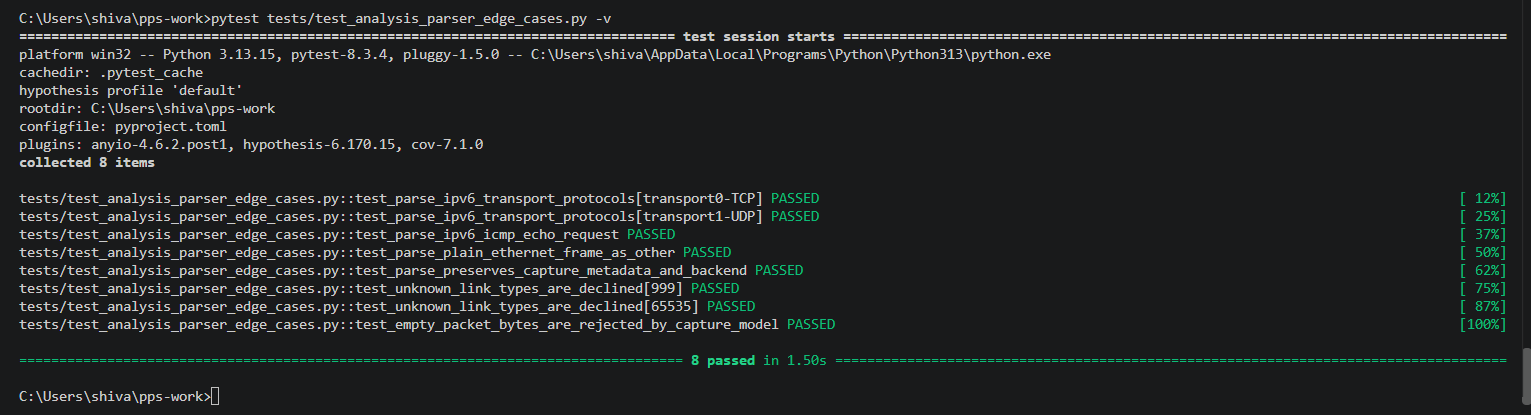 C:\Users\shiva\pps-work>pytest tests/test_analysis_parser_edge_cases.py -v
================================================================================== test session starts ===================================================================================
platform win32 -- Python 3.13.15, pytest-8.3.4, pluggy-1.5.0 -- C:\Users\shiva\AppData\Local\Programs\Python\Python313\python.exe
cachedir: .pytest_cache
hypothesis profile 'default'
rootdir: C:\Users\shiva\pps-work
configfile: pyproject.toml
plugins: anyio-4.6.2.post1, hypothesis-6.170.15, cov-7.1.0
collected 8 items
tests/test_analysis_parser_edge_cases.py::test_parse_ipv6_transport_protocols[transport0-TCP] PASSED [ 12%]
tests/test_analysis_parser_edge_cases.py::test_parse_ipv6_transport_protocols[transport1-UDP] PASSED [ 25%]
tests/test_analysis_parser_edge_cases.py::test_parse_ipv6_icmp_echo_request PASSED [ 37%]
tests/test_analysis_parser_edge_cases.py::test_parse_plain_ethernet_frame_as_other PASSED [ 50%]
tests/test_analysis_parser_edge_cases.py::test_parse_preserves_capture_metadata_and_backend PASSED [ 62%]
tests/test_analysis_parser_edge_cases.py::test_unknown_link_types_are_declined[999] PASSED [ 75%]
tests/test_analysis_parser_edge_cases.py::test_unknown_link_types_are_declined[65535] PASSED [ 87%]
tests/test_analysis_parser_edge_cases.py::test_empty_packet_bytes_are_rejected_by_capture_model PASSED [100%]
=================================================================================== 8 passed in 1.50s ====================================================================================
C:\Users\shiva\pps-work>